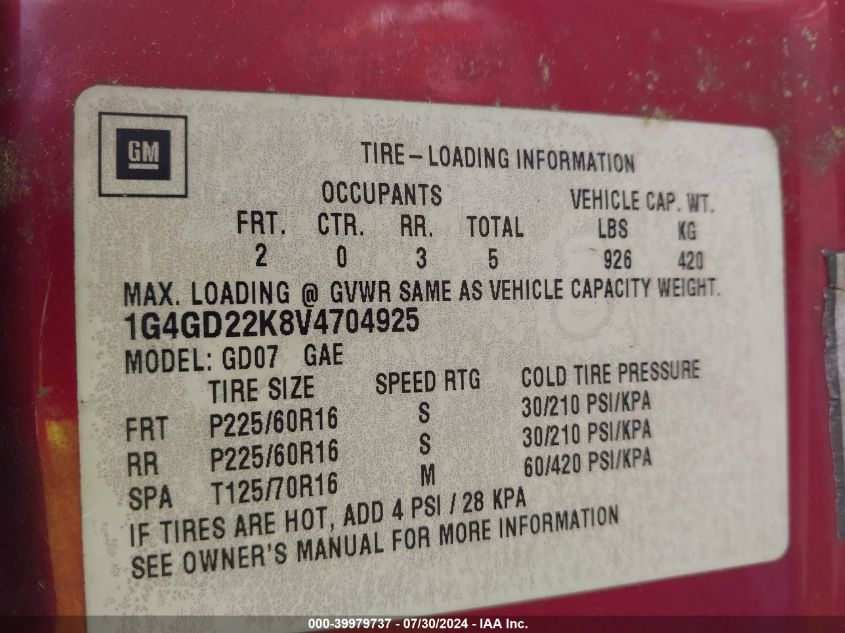 GM
TIRE-LOADING INFORMATION
OCCUPANTS VEHICLE CAP. WT.
FRT. CTR. RR. TOTAL LBS KG
2 0 3 5 926 420
MAX. LOADING @ GVWR SAME AS VEHICLE CAPACITY WEIGHT.
1G4GD22K8V4704925
MODEL: GD07 GAE
TIRE SIZE SPEED RTG COLD TIRE PRESSURE
FRT P225/60R16 S 30/210 PSI/KPA
RR P225/60R16 S 30/210 PSI/KPA
SPA T125/70R16 M 60/420 PSI/KPA
IF TIRES ARE HOT, ADD 4 PSI / 28 KPA
SEE OWNER'S MANUAL FOR MORE INFORMATION
000-39979737 - 07/30/2024 - IAA Inc.